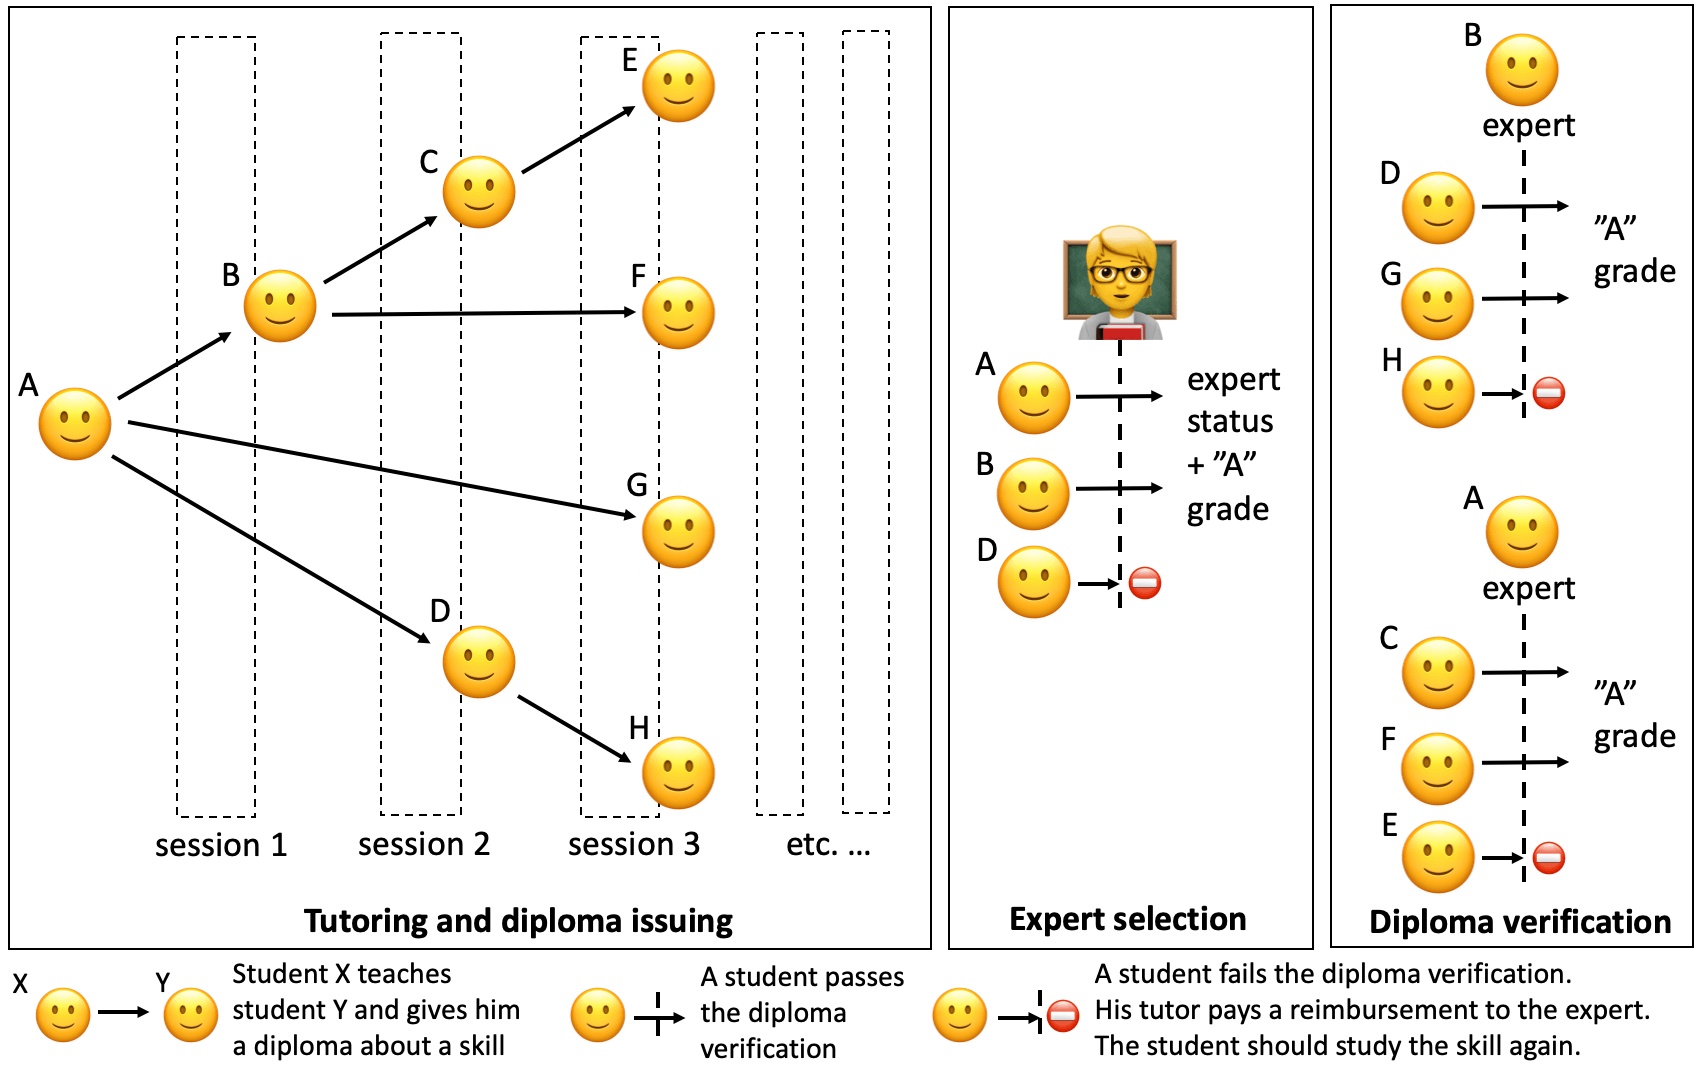 E
C
B
F
A
G
D
H
session 1
session 2
session 3
etc. ...
Tutoring and diploma issuing
A
B
D
expert
status
+ ”A”
grade
Expert selection
B
expert
D
G
H
”A”
grade
A
expert
C
F
E
”A”
grade
Diploma verification
X
Y
Student X teaches
student Y and gives him
a diploma about a skill
A student passes
the diploma
verification
A student fails the diploma verification.
His tutor pays a reimbursement to the expert.
The student should study the skill again.